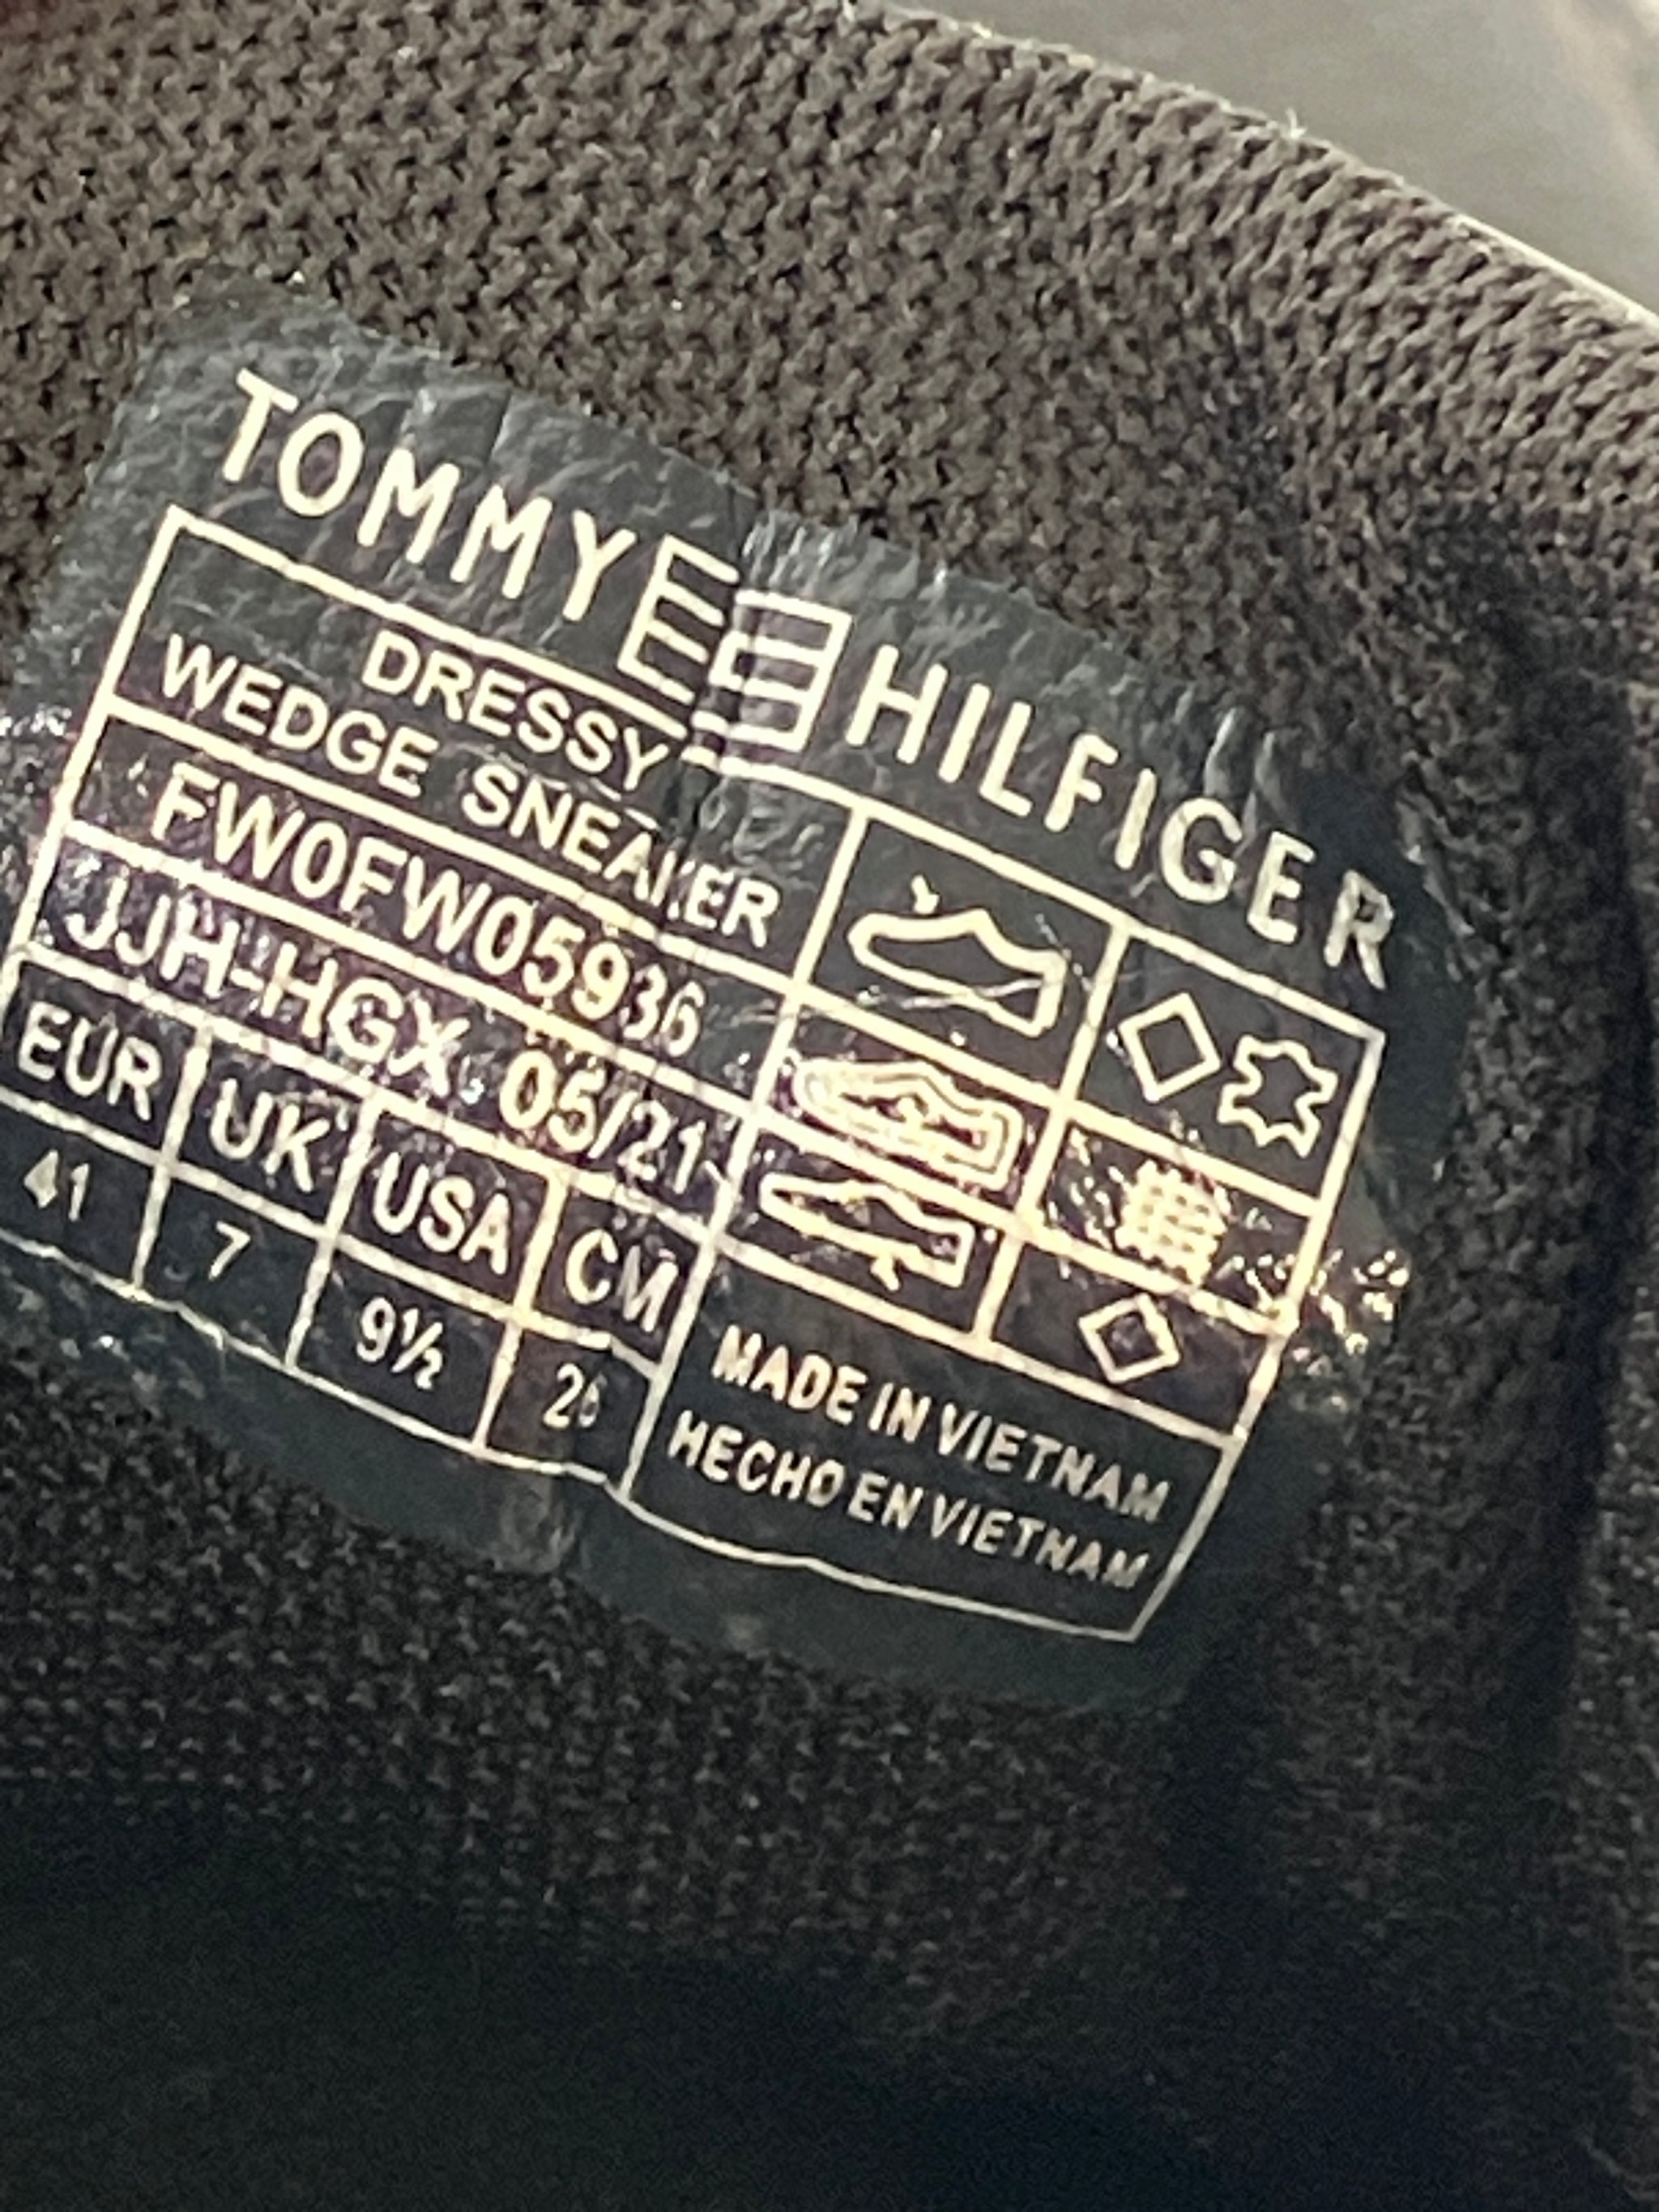 TOMMY HILFIGER
DRESSY
WEDGE SNEAKER
FW0FW05936
JJH-HGX 05/21
EUR UK USA CM
41 7 9½ 26
MADE IN VIETNAM
HECHO EN VIETNAM